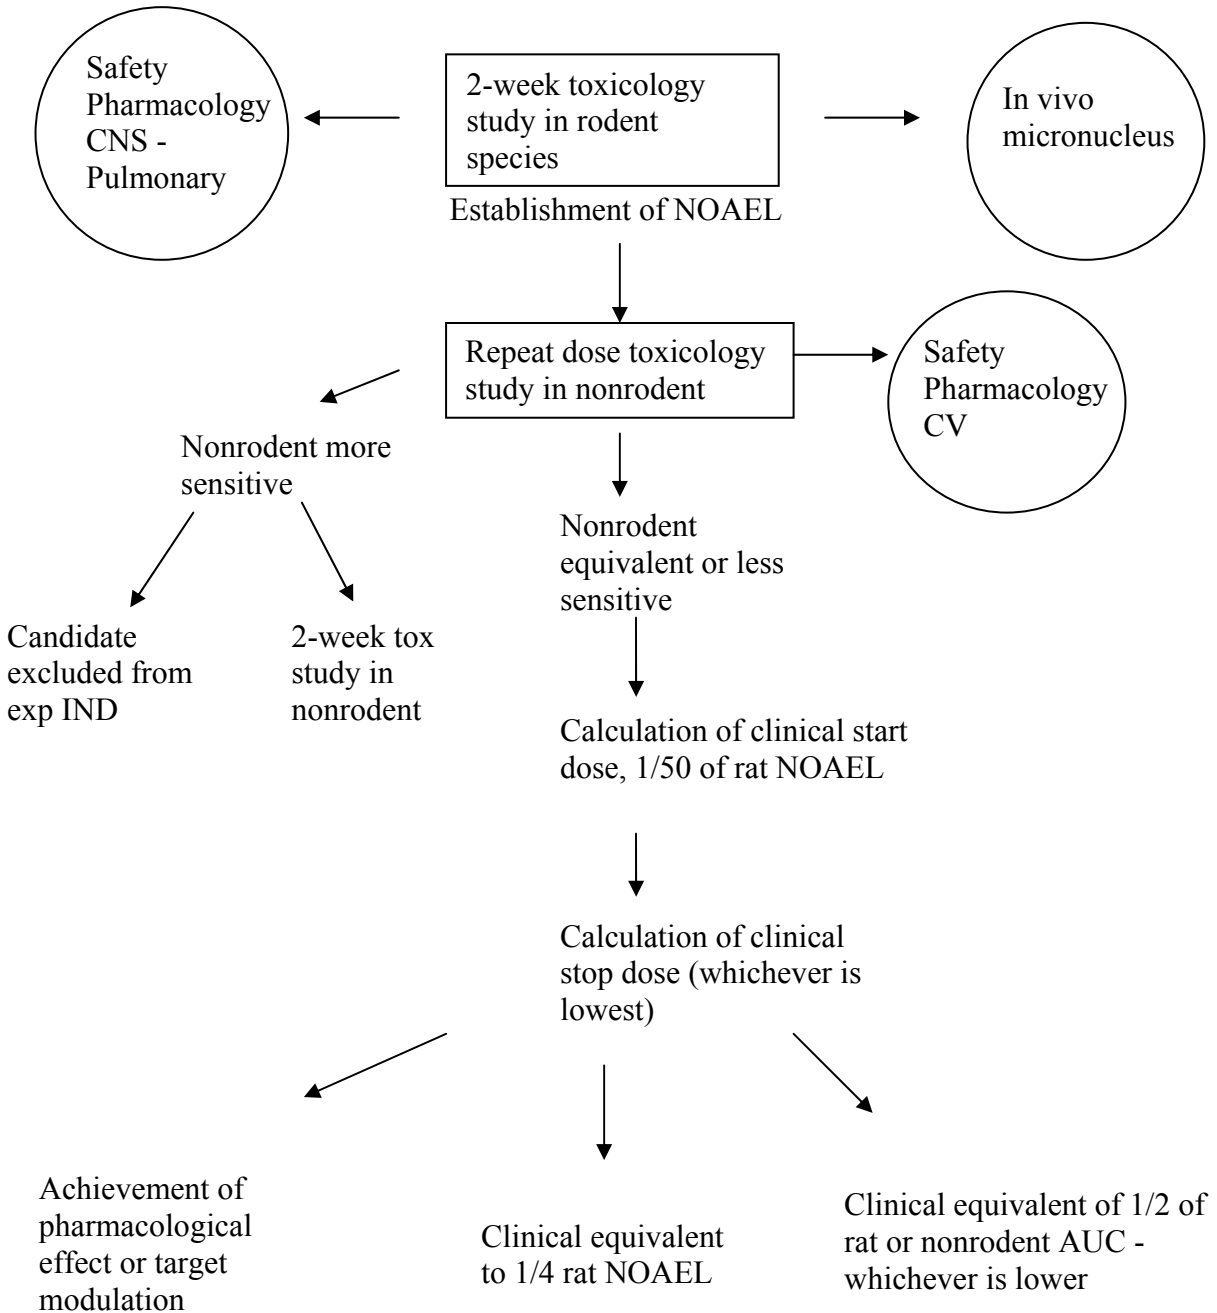 Safety
Pharmacology
CNS -
Pulmonary
2-week toxicology
study in rodent
species
In vivo
micronucleus
Establishment of NOAEL
Repeat dose toxicology
study in nonrodent
Safety
Pharmacology
CV
Nonrodent more
sensitive
Nonrodent
equivalent or less
sensitive
Candidate
excluded from
exp IND
2-week tox
study in
nonrodent
Calculation of clinical start
dose, 1/50 of rat NOAEL
Calculation of clinical
stop dose (whichever is
lowest)
Achievement of
pharmacological
effect or target
modulation
Clinical equivalent
to 1/4 rat NOAEL
Clinical equivalent of 1/2 of
rat or nonrodent AUC -
whichever is lower